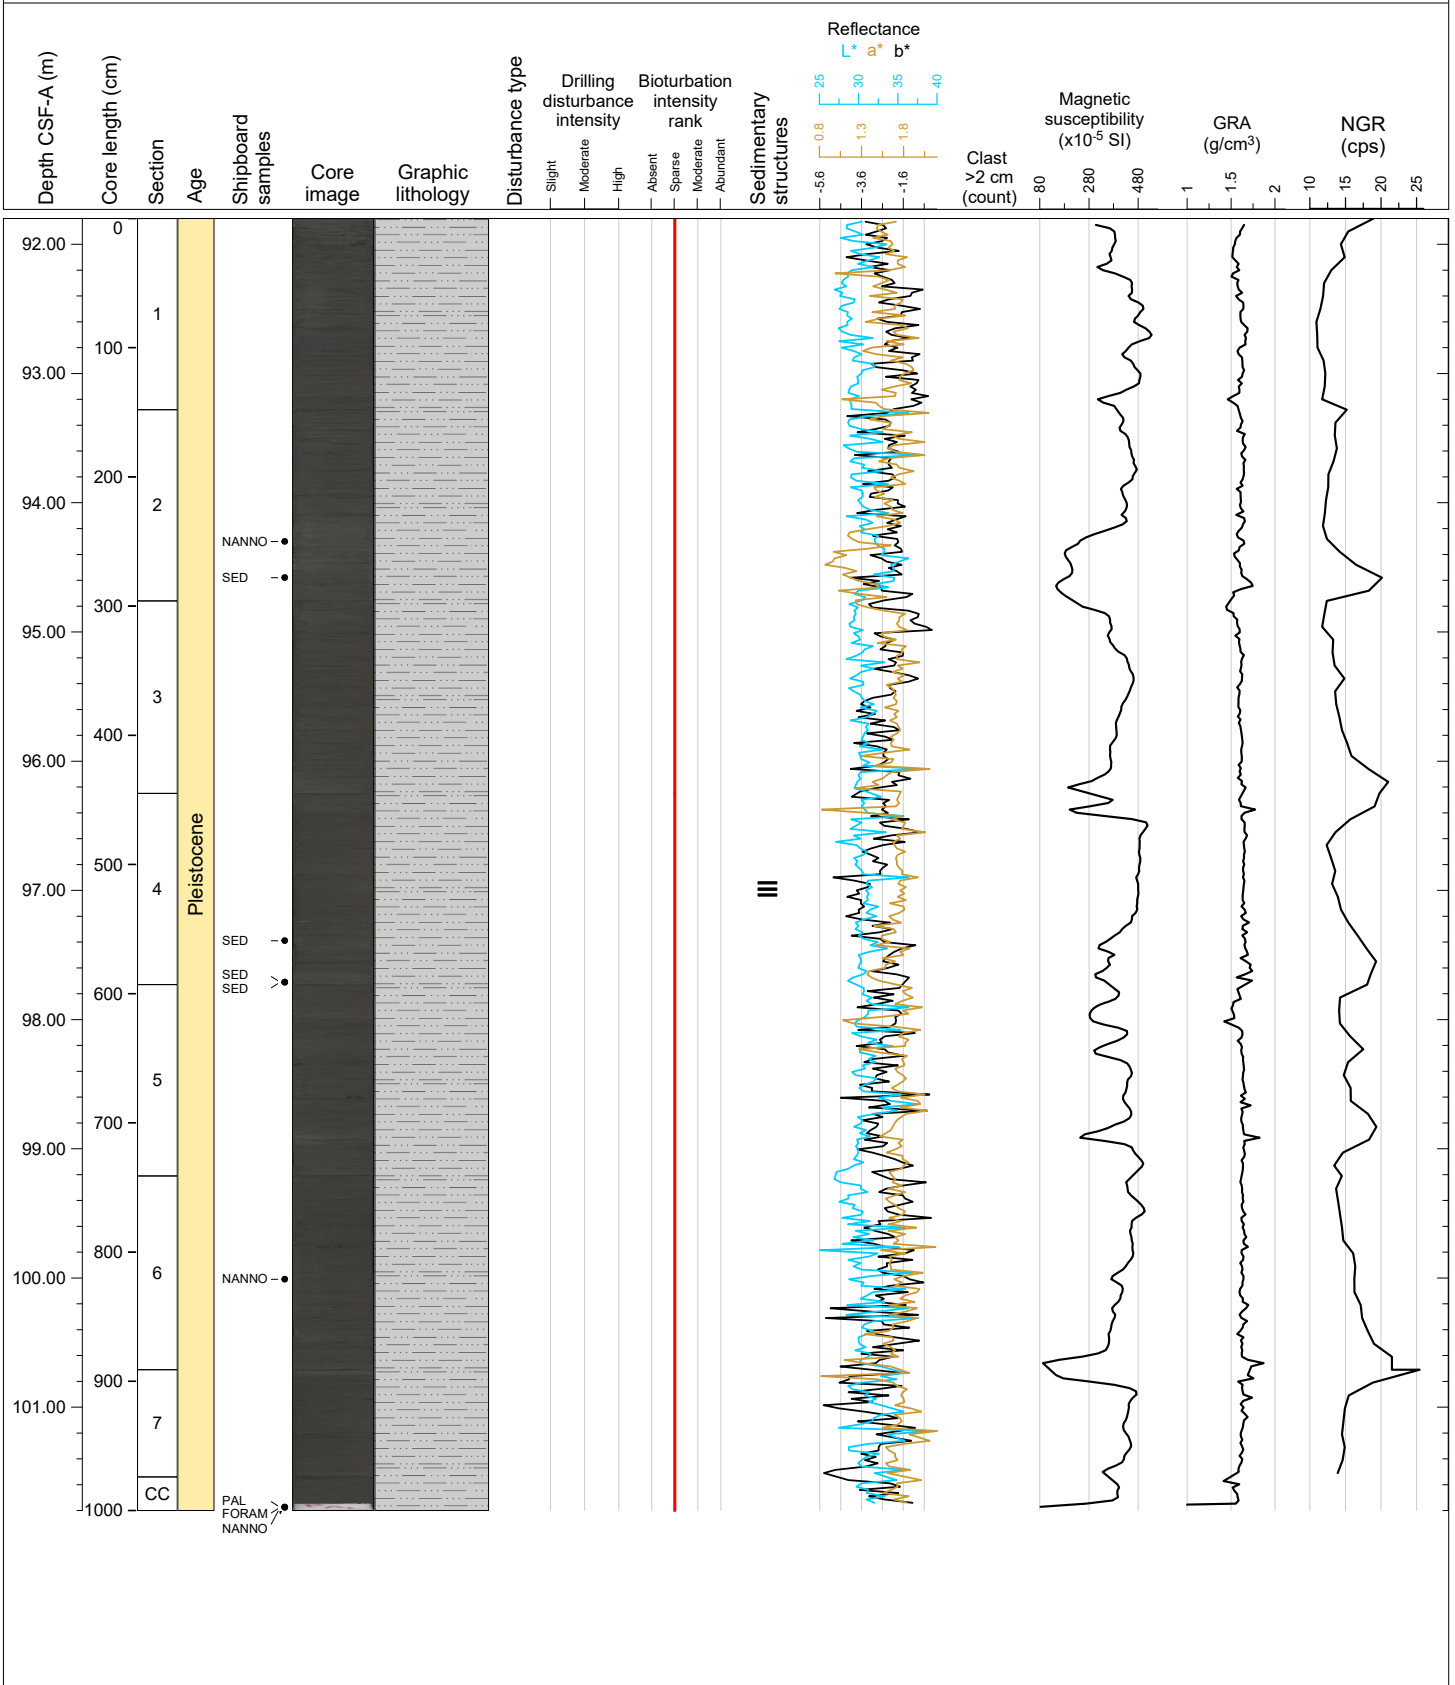 Depth CSF-A (m)
Core length (cm)
Section
Age
Shipboard
samples
Core
image
Graphic
lithology
Disturbance type
Drilling
disturbance
intensity
Slight
Moderate
High
Bioturbation
intensity
rank
Absent
Sparse
Moderate
Abundant
Sedimentary
structures
Reflectance
L* a* b*
25 30 35 40
0.8 1.3 1.8
-5.6 -3.6 -1.6
Clast
>2 cm
(count)
Magnetic
susceptibility
(x10-5 SI)
80 280 480
GRA
(g/cm³)
1 1.5 2
NGR
(cps)
10 15 20 25
92.00
93.00
94.00
95.00
96.00
97.00
98.00
99.00
100.00
101.00
0
100
200
300
400
500
600
700
800
900
1000
1
2
3
4
5
6
7
CC
Pleistocene
NANNO
SED
SED
SED
SED
NANNO
PAL
FORAM
NANNO